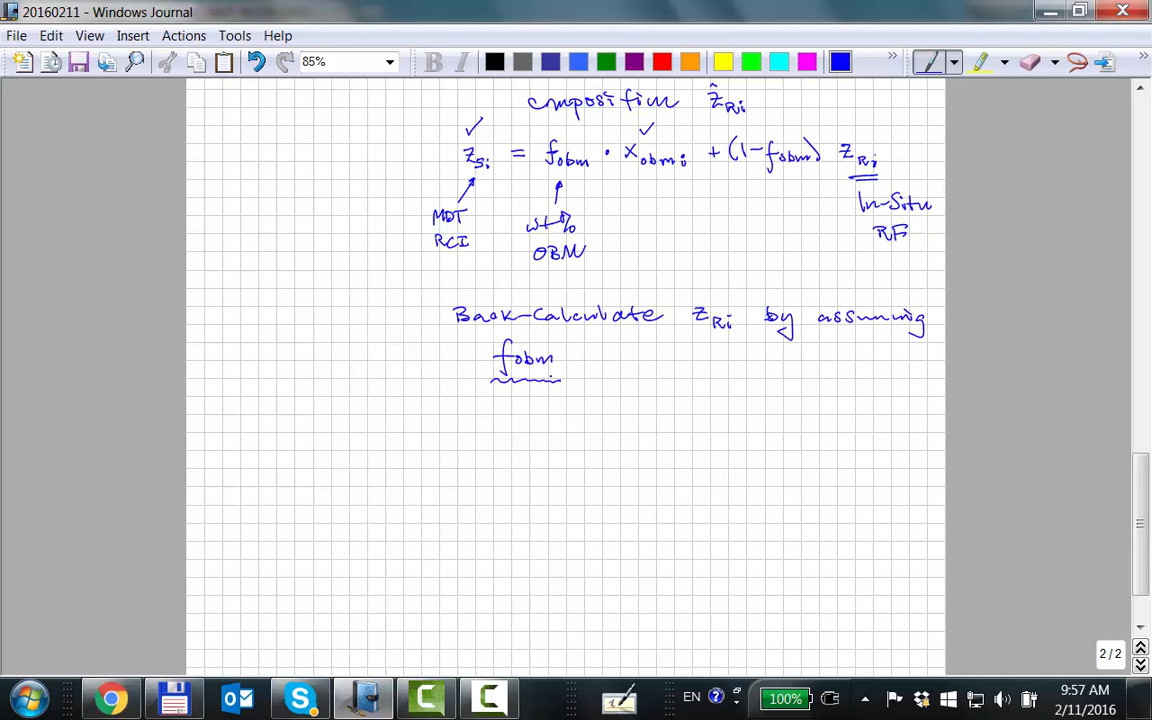 20160211 - Windows Journal
File Edit View Insert Actions Tools Help
85% B I
composition ẑRi
zSi = fobm · xobmi + (1-fobm) zRi
MDT wt% In-Situ
RCI OBM RF
Back-Calculate zRi by assuming
fobm
2 / 2
EN 100% 9:57 AM
2/11/2016